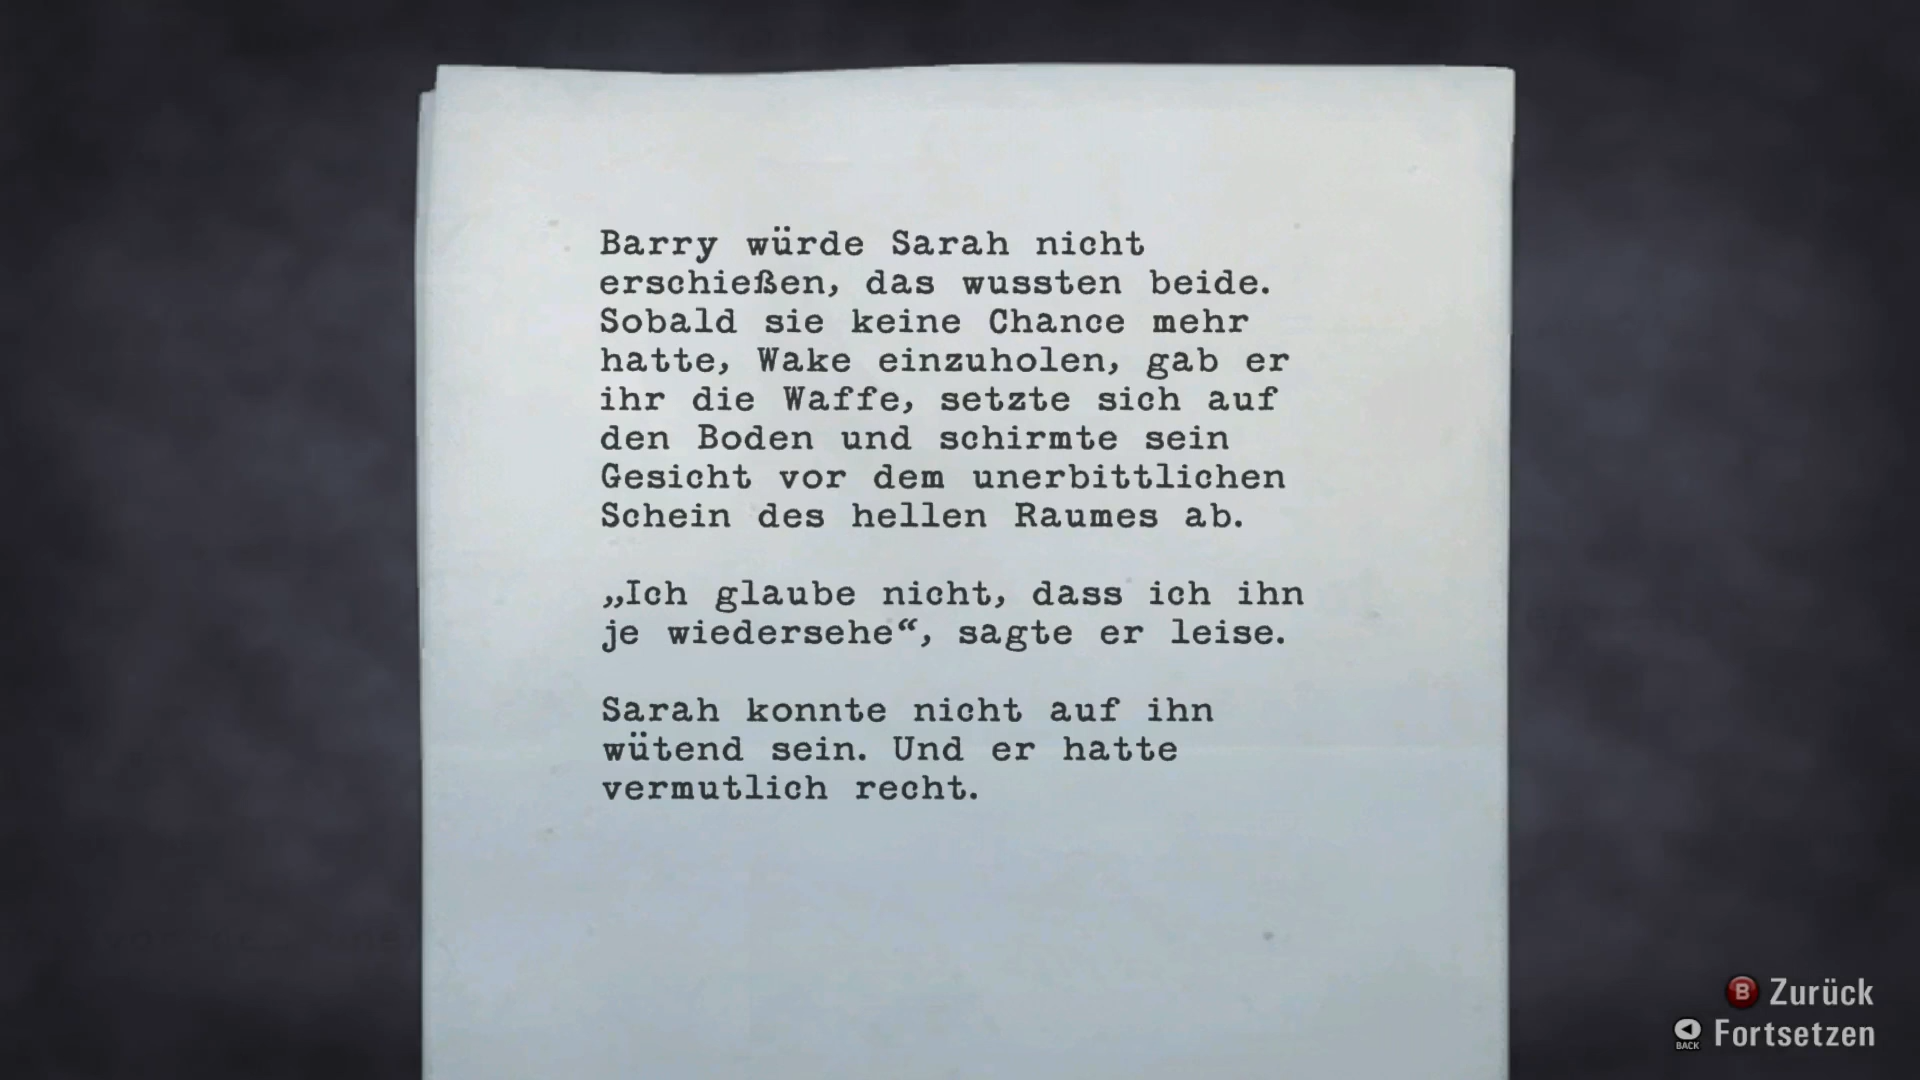 Barry würde Sarah nicht
erschießen, das wussten beide.
Sobald sie keine Chance mehr
hatte, Wake einzuholen, gab er
ihr die Waffe, setzte sich auf
den Boden und schirmte sein
Gesicht vor dem unerbittlichen
Schein des hellen Raumes ab.
„Ich glaube nicht, dass ich ihn
je wiedersehe“, sagte er leise.
Sarah konnte nicht auf ihn
wütend sein. Und er hatte
vermutlich recht.
B Zurück
BACK Fortsetzen